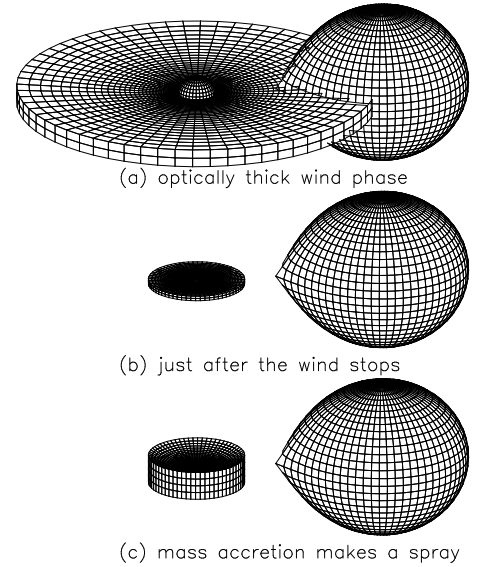 (a) optically thick wind phase
(b) just after the wind stops
(c) mass accretion makes a spray